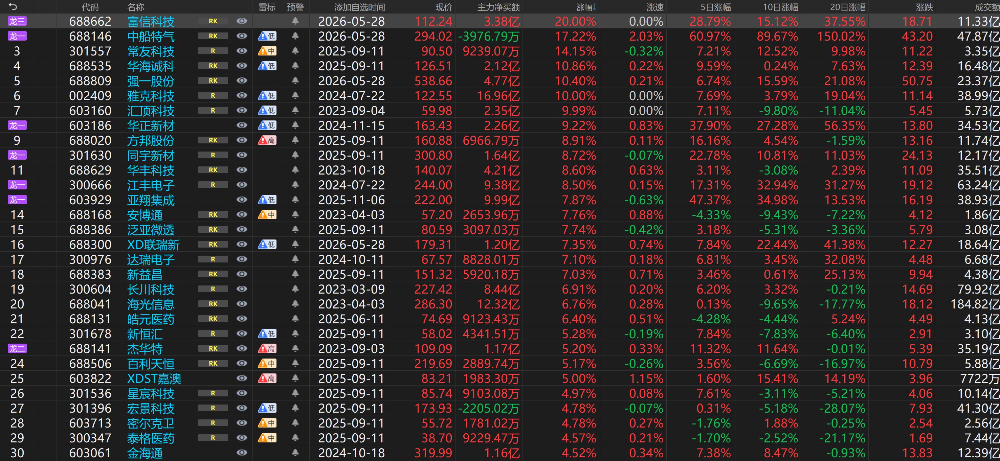 代码 名称 雷标 预警 添加自选时间 现价 主力净买额 涨幅↓ 涨速 5日涨幅 10日涨幅 20日涨幅 涨跌 成交额
龙三 688662 富信科技 RK 2026-05-28 112.24 3.38亿 20.00% 0.00% 28.79% 15.12% 37.55% 18.71 11.33亿
龙一 688146 中船特气 RK 低 2026-05-28 294.02 -3976.79万 17.22% 2.03% 60.97% 89.67% 150.02% 43.20 47.87亿
3 301557 常友科技 R 中 2025-09-11 90.50 9239.07万 14.15% -0.32% 7.21% 12.52% 9.98% 11.22 3.35亿
4 688535 华海诚科 RK 低 2025-09-11 126.51 2.12亿 10.86% 0.22% 9.59% 0.24% 7.63% 12.39 16.48亿
5 688809 强一股份 RK 2026-05-28 538.66 4.77亿 10.40% 0.21% 6.74% 15.59% 21.08% 50.75 23.37亿
6 002409 雅克科技 R 低 2024-07-22 122.55 16.96亿 10.00% 0.00% 7.69% 3.79% 19.04% 11.14 38.99亿
7 603160 汇顶科技 R 低 2023-09-04 59.98 2.35亿 9.99% 0.00% 7.11% -9.80% -11.04% 5.45 5.73亿
龙一 603186 华正新材 低 2024-11-15 163.43 2.26亿 9.22% 0.83% 37.90% 27.28% 56.35% 13.80 34.53亿
9 688020 方邦股份 RK 高 2025-09-11 160.88 6966.79万 8.91% 0.11% 16.16% 4.54% -1.59% 13.16 11.74亿
龙一 301630 同宇新材 R 2025-09-11 300.80 1.64亿 8.72% -0.07% 22.78% 10.81% 11.03% 24.13 12.17亿
11 688629 华丰科技 RK 2023-10-18 140.07 4.21亿 8.60% 0.63% 3.11% -3.08% 2.39% 11.09 35.51亿
龙一 300666 江丰电子 R 2024-07-22 244.00 9.38亿 8.50% 0.15% 17.31% 32.94% 31.27% 19.12 63.24亿
龙一 603929 亚翔集成 低 2025-11-06 222.00 9.99亿 7.87% -0.63% 47.37% 34.98% 13.53% 16.19 38.93亿
14 688168 安博通 RK 中 2023-04-03 57.20 2653.96万 7.76% 0.88% -4.33% -9.43% -7.22% 4.12 1.86亿
15 688386 泛亚微透 RK 2025-09-11 80.59 3097.03万 7.74% -0.42% 3.18% -5.31% -3.36% 5.79 3.08亿
16 688300 XD联瑞新 RK 低 2026-05-28 179.31 1.20亿 7.35% 0.74% 7.84% 22.44% 41.38% 12.27 18.64亿
17 300976 达瑞电子 R 2024-10-11 67.57 8828.01万 7.10% 0.18% 6.81% 3.45% 32.08% 4.48 6.68亿
18 688383 新益昌 RK 2025-09-11 151.32 5920.18万 7.03% 0.71% 3.46% 0.61% 25.13% 9.94 4.38亿
19 300604 长川科技 R 2023-03-09 227.42 8.44亿 6.91% 0.20% 6.20% 3.32% -0.21% 14.69 79.92亿
20 688041 海光信息 RK 2023-04-03 286.30 12.32亿 6.76% 0.28% 0.13% -9.65% -17.77% 18.12 184.82亿
21 688131 皓元医药 RK 2025-06-11 74.69 9123.43万 6.40% 0.51% -4.28% -4.44% 5.24% 4.49 4.13亿
22 301678 新恒汇 R 低 2025-09-11 58.02 4341.51万 5.28% -0.19% 7.84% -7.83% -6.40% 2.91 3.10亿
龙二 688141 杰华特 RK 高 2023-09-03 109.09 1.17亿 5.20% 0.33% 11.32% 11.64% -0.01% 5.39 35.19亿
24 688506 百利天恒 RK 中 2025-09-11 219.69 2889.74万 5.17% -0.26% 3.56% -6.69% -16.97% 10.79 5.88亿
25 603822 XDST嘉澳 高 2025-09-11 83.21 1983.30万 5.00% 1.15% 1.60% 15.41% 14.19% 3.96 7722万
26 301536 星宸科技 R 2025-09-11 85.74 9103.08万 4.97% 0.08% 7.61% -3.11% -5.21% 4.06 10.14亿
27 301396 宏景科技 R 低 2025-09-11 173.93 -2205.02万 4.78% -0.07% 0.31% -5.18% -28.07% 7.93 41.30亿
28 603713 密尔克卫 R 中 2025-09-11 55.72 1781.02万 4.78% 0.27% -1.76% 1.88% -0.25% 2.54 2.56亿
29 300347 泰格医药 R 中 2025-09-11 38.70 9229.47万 4.57% 0.21% -1.70% -2.52% -21.17% 1.69 7.44亿
30 603061 金海通 2024-10-18 319.99 1.16亿 4.52% 0.34% 7.38% 8.47% -0.93% 13.83 12.39亿